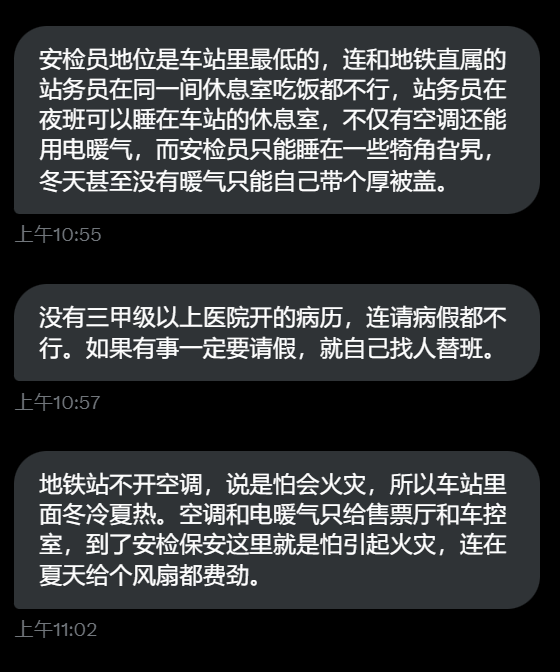 安检员地位是车站里最低的，连和地铁直属的
站务员在同一间休息室吃饭都不行，站务员在
夜班可以睡在车站的休息室，不仅有空调还能
用电暖气，而安检员只能睡在一些犄角旮旯，
冬天甚至没有暖气只能自己带个厚被盖。
上午10:55
没有三甲级以上医院开的病历，连请病假都不
行。如果有事一定要请假，就自己找人替班。
上午10:57
地铁站不开空调，说是怕会火灾，所以车站里
面冬冷夏热。空调和电暖气只给售票厅和车控
室，到了安检保安这里就是怕引起火灾，连在
夏天给个风扇都费劲。
上午11:02